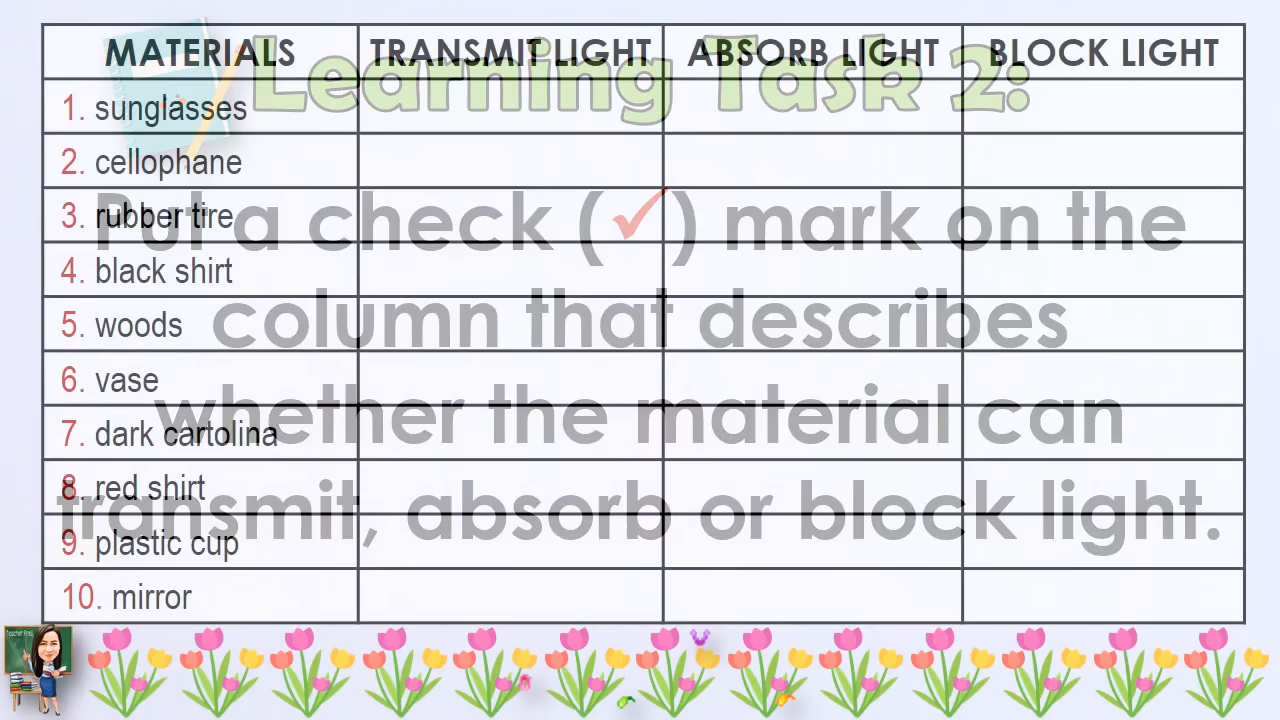 MATERIALS TRANSMIT LIGHT ABSORB LIGHT BLOCK LIGHT
1. sunglasses
2. cellophane
3. rubber tire
4. black shirt
5. woods
6. vase
7. dark cartolina
8. red shirt
9. plastic cup
10. mirror
Learning Task 2:
Put a check (✓) mark on the
column that describes
whether the material can
transmit, absorb or block light.